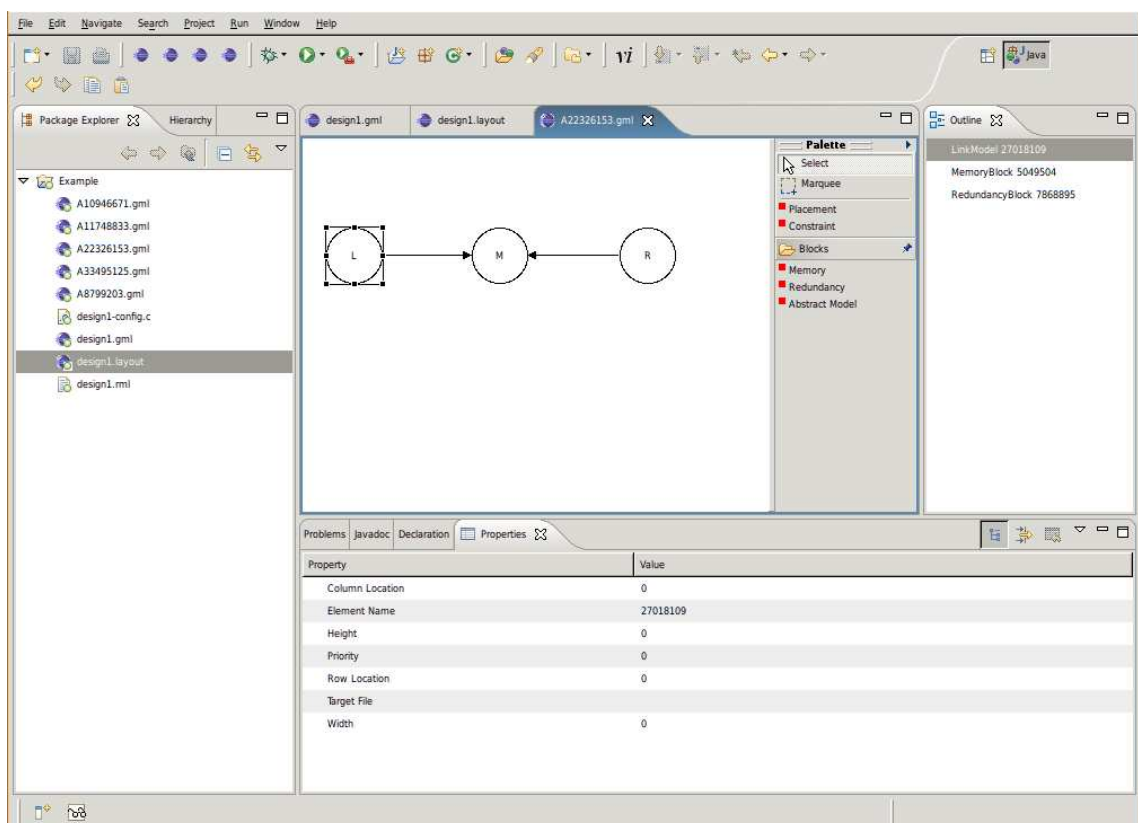 File Edit Navigate Search Project Run Window Help
vi
Java
Package Explorer Hierarchy
design1.gml design1.layout A22326153.gml
Outline
Example
A10946671.gml
A11748833.gml
A22326153.gml
A33495125.gml
A8799203.gml
design1-config.c
design1.gml
design1.layout
design1.rml
L M R
Palette
Select
Marquee
Placement
Constraint
Blocks
Memory
Redundancy
Abstract Model
LinkModel 27018109
MemoryBlock 5049504
RedundancyBlock 7868895
Problems Javadoc Declaration Properties
Property Value
Column Location 0
Element Name 27018109
Height 0
Priority 0
Row Location 0
Target File
Width 0